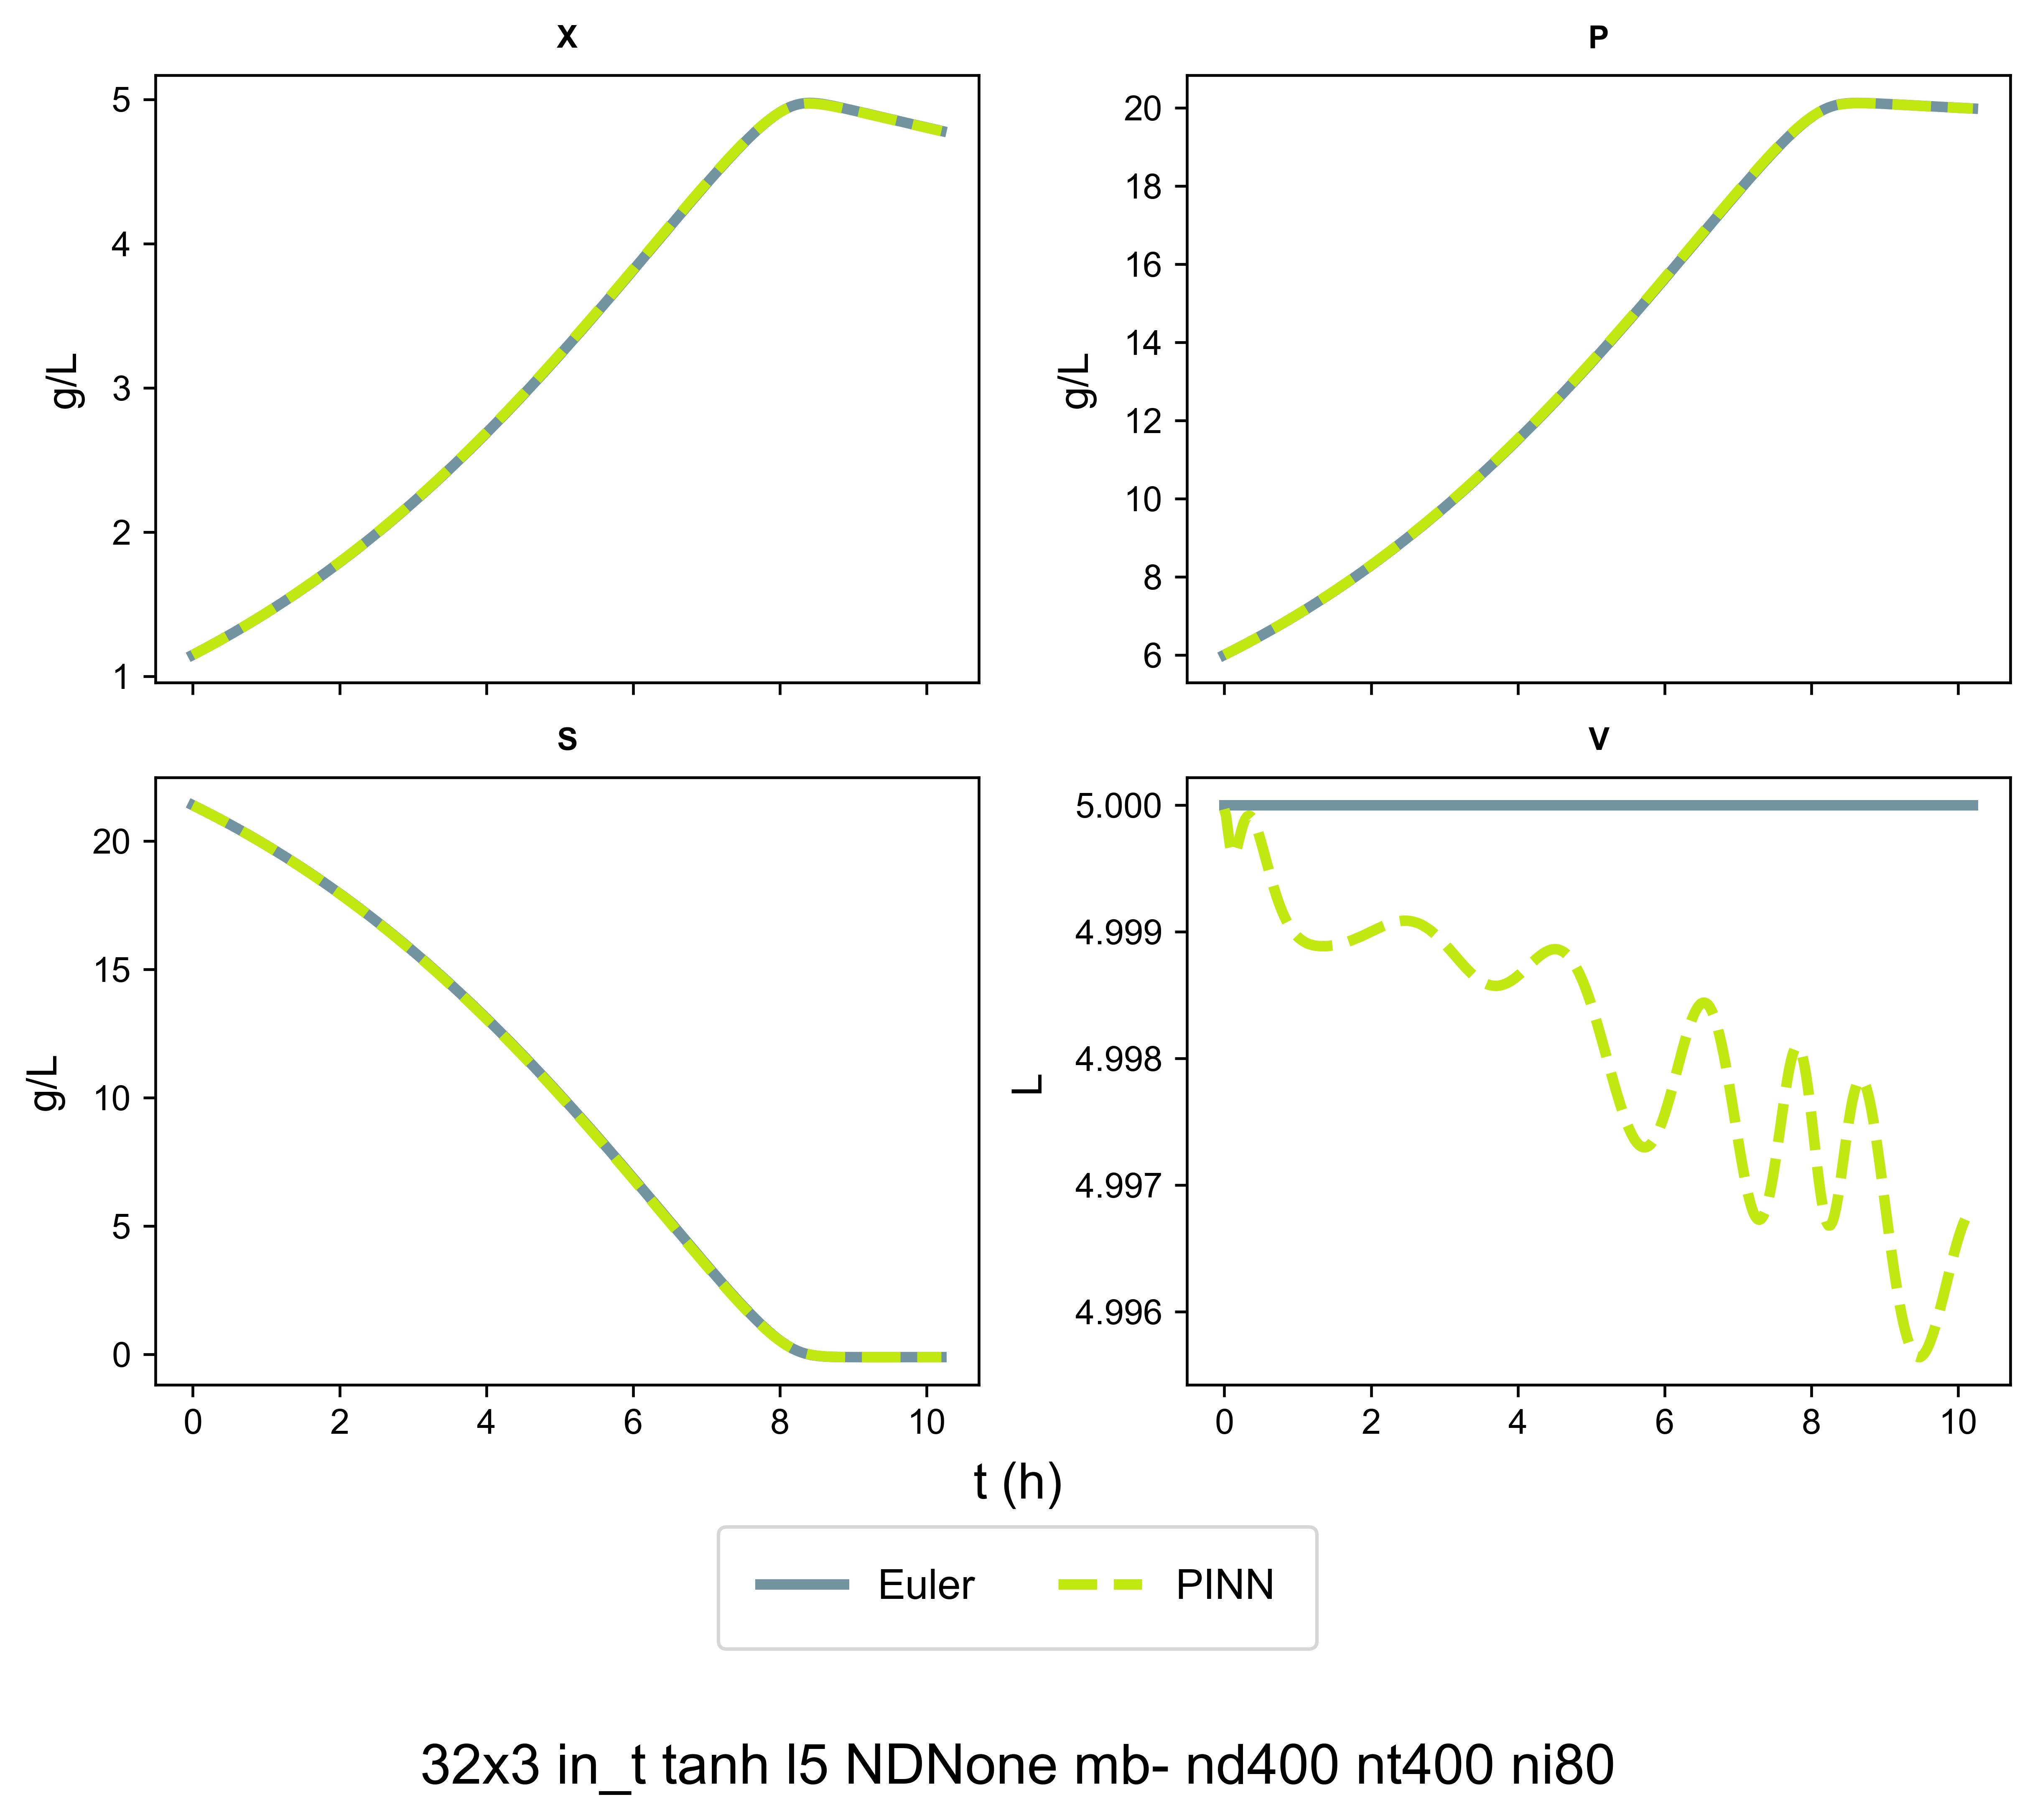 X
5
4
3
2
1
g/L
P
20
18
16
14
12
10
8
6
g/L
S
20
15
10
5
0
g/L
0 2 4 6 8 10
V
5.000
4.999
4.998
4.997
4.996
L
0 2 4 6 8 10
t (h)
Euler PINN
32x3 in_t tanh l5 NDNone mb- nd400 nt400 ni80